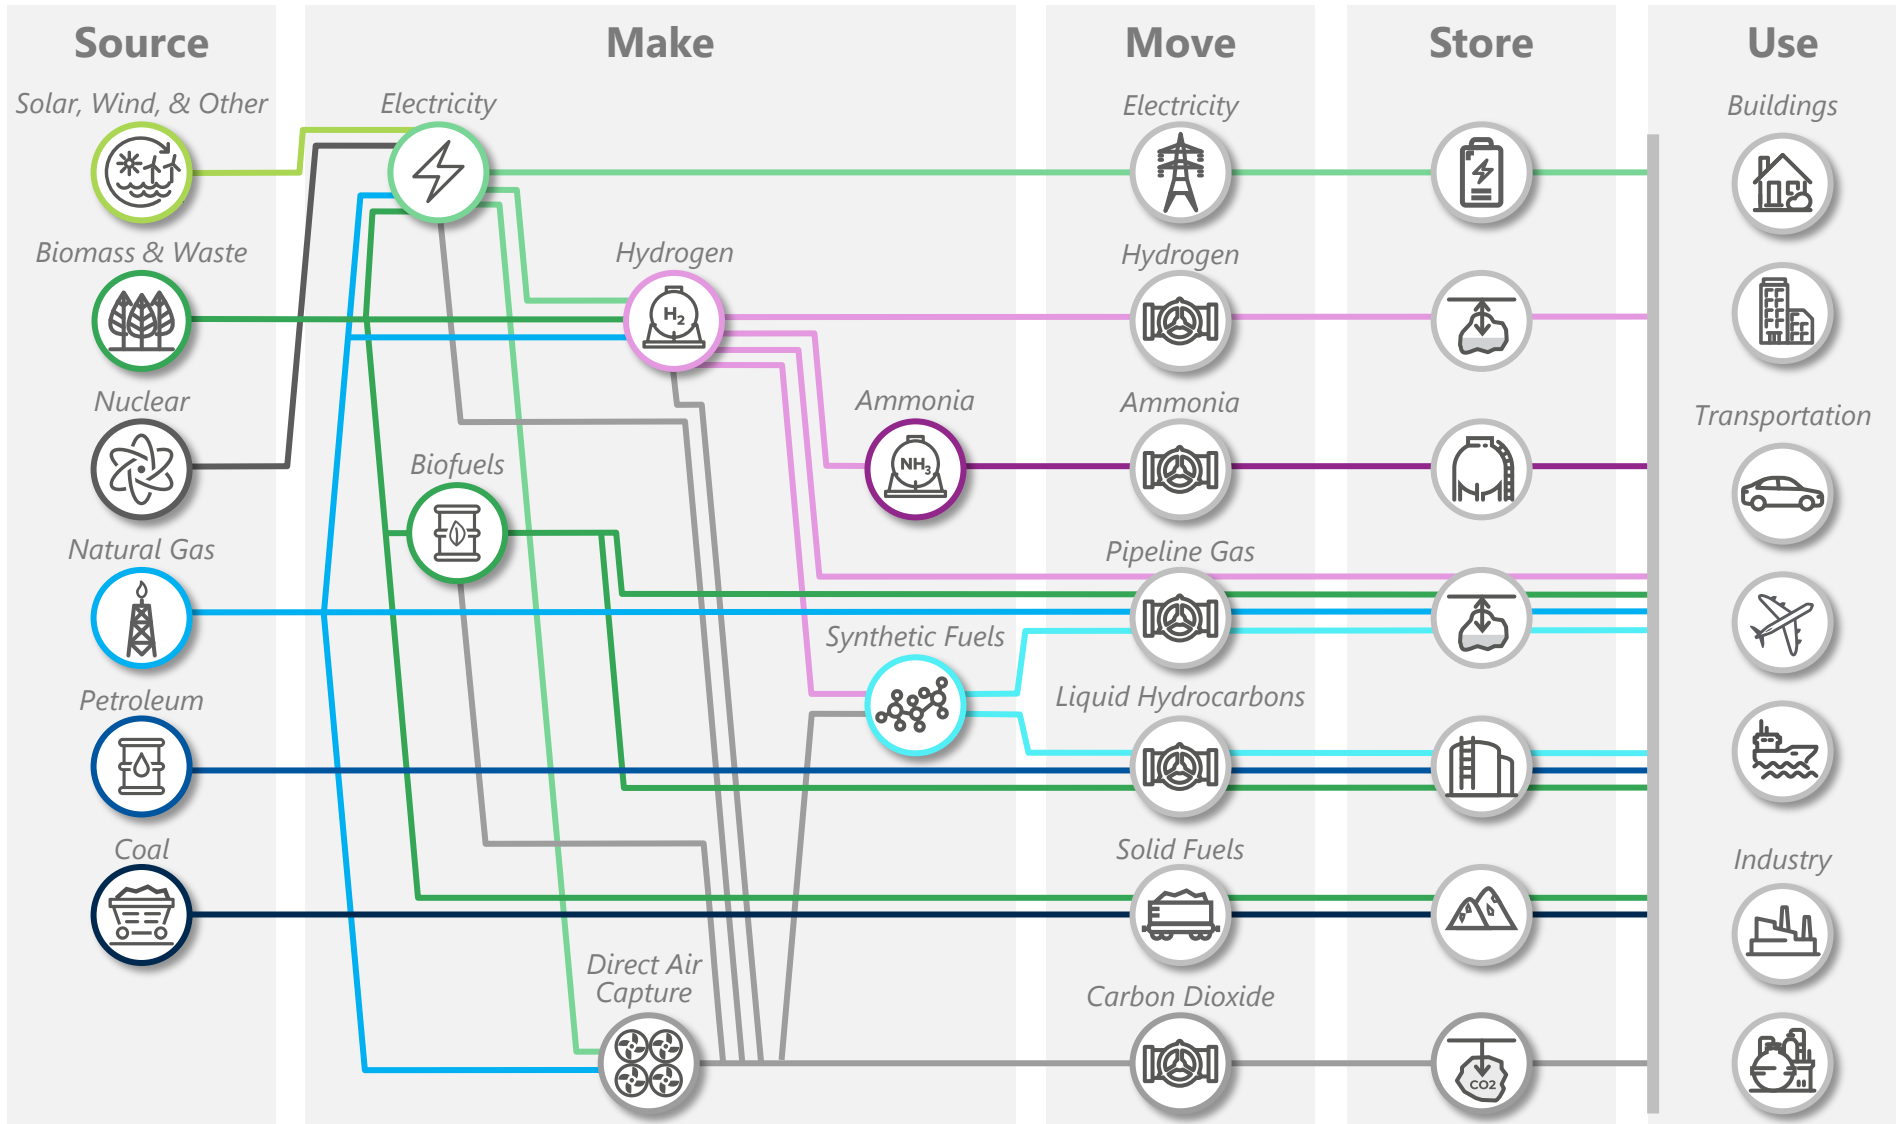 Source
Make
Move
Store
Use
Solar, Wind, & Other
Electricity
Electricity
Buildings
Biomass & Waste
Hydrogen
Hydrogen
H2
Nuclear
Ammonia
Ammonia
Transportation
NH3
Biofuels
Natural Gas
Pipeline Gas
Synthetic Fuels
Petroleum
Liquid Hydrocarbons
Coal
Solid Fuels
Industry
Direct Air
Capture
Carbon Dioxide
CO2